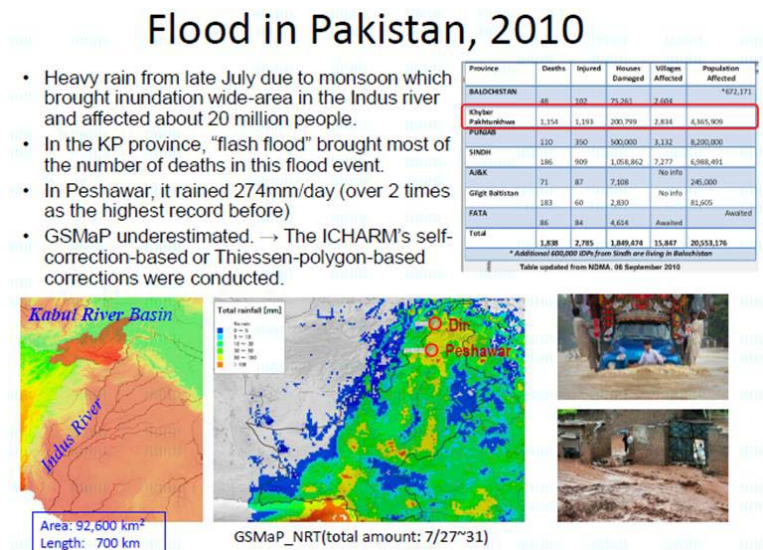 Flood in Pakistan, 2010
• Heavy rain from late July due to monsoon which
brought inundation wide-area in the Indus river
and affected about 20 million people.
• In the KP province, “flash flood” brought most of
the number of deaths in this flood event.
• In Peshawar, it rained 274mm/day (over 2 times
as the highest record before)
• GSMaP underestimated. → The ICHARM's self-
correction-based or Thiessen-polygon-based
corrections were conducted.
Province Deaths Injured Houses Damaged Villages Affected Population Affected
BALOCHISTAN 48 102 75,261 2,604 *672,171
Khyber Pakhtunkhwa 1,154 1,193 200,799 2,834 4,365,909
PUNJAB 110 350 500,000 3,132 8,200,000
SINDH 186 909 1,058,862 7,277 6,988,491
AJ&K 71 87 7,108 No info 245,000
Gilgit Baltistan 183 60 2,830 No info 81,605
FATA 86 84 4,614 Awaited Awaited
Total 1,838 2,785 1,849,474 15,847 20,553,176
* Additional 600,000 IDPs from Sindh are living in Balochistan
Table updated from NDMA, 06 September 2010
Kabul River Basin
Indus River
Area: 92,600 km²
Length: 700 km
Total rainfall [mm]
No rain
Dir
Peshawar
GSMaP_NRT(total amount: 7/27~31)